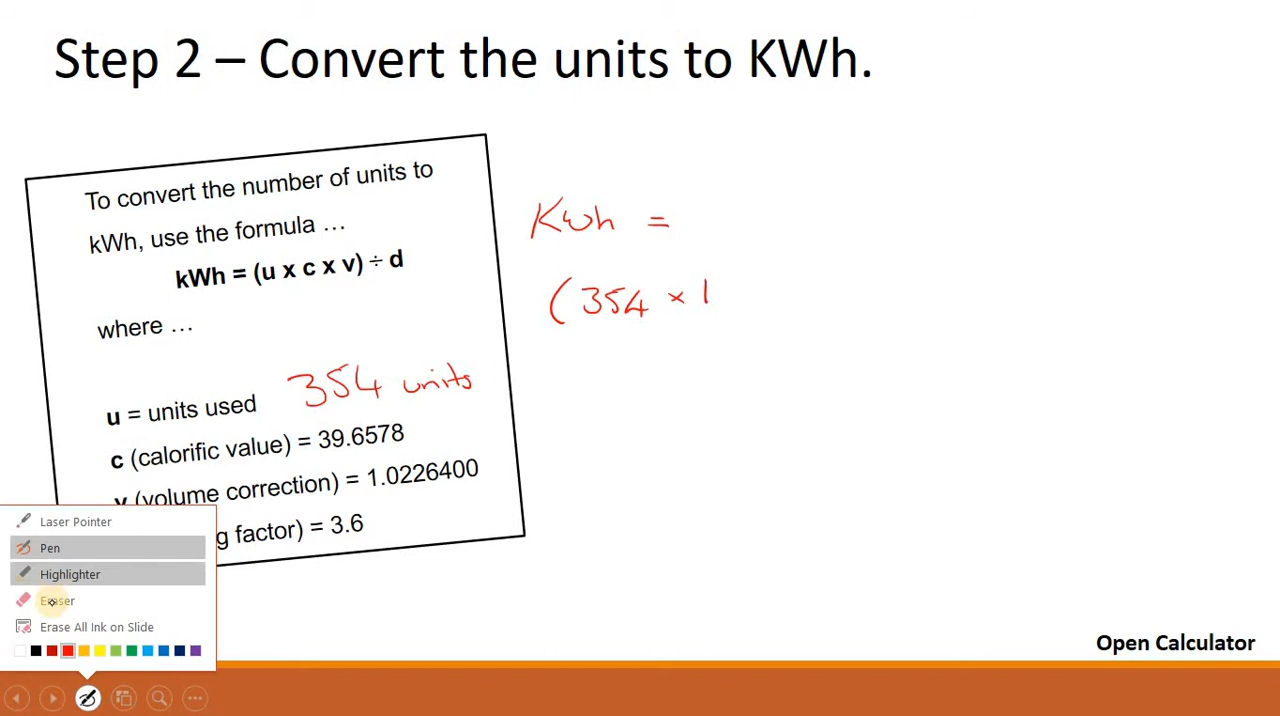 Step 2 – Convert the units to KWh.
To convert the number of units to
kWh, use the formula …
kWh = (u x c x v) ÷ d
where …
u = units used 354 units
c (calorific value) = 39.6578
v (volume correction) = 1.0226400
g factor) = 3.6
Kwh =
(354 × 1
Laser Pointer
Pen
Highlighter
Eraser
Erase All Ink on Slide
Open Calculator